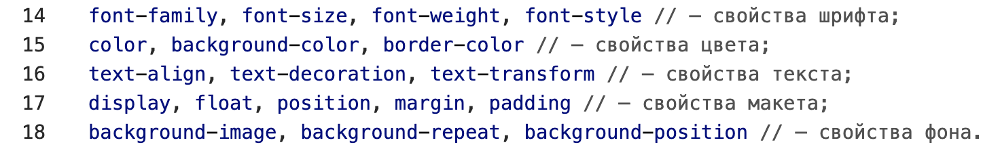 14 font-family, font-size, font-weight, font-style // – свойства шрифта;
15 color, background-color, border-color // – свойства цвета;
16 text-align, text-decoration, text-transform // – свойства текста;
17 display, float, position, margin, padding // – свойства макета;
18 background-image, background-repeat, background-position // – свойства фона.